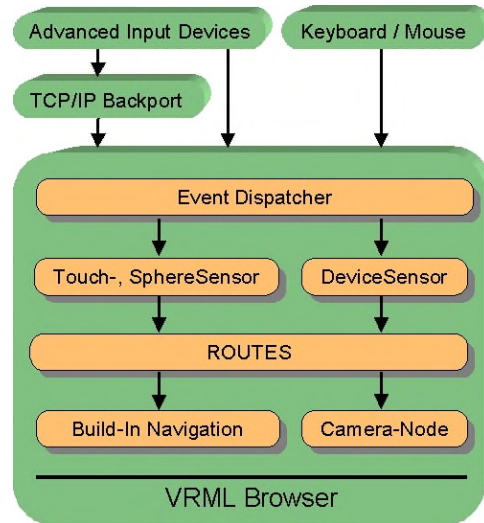 Advanced Input Devices
Keyboard / Mouse
TCP/IP Backport
Event Dispatcher
Touch-, SphereSensor
DeviceSensor
ROUTES
Build-In Navigation
Camera-Node
VRML Browser